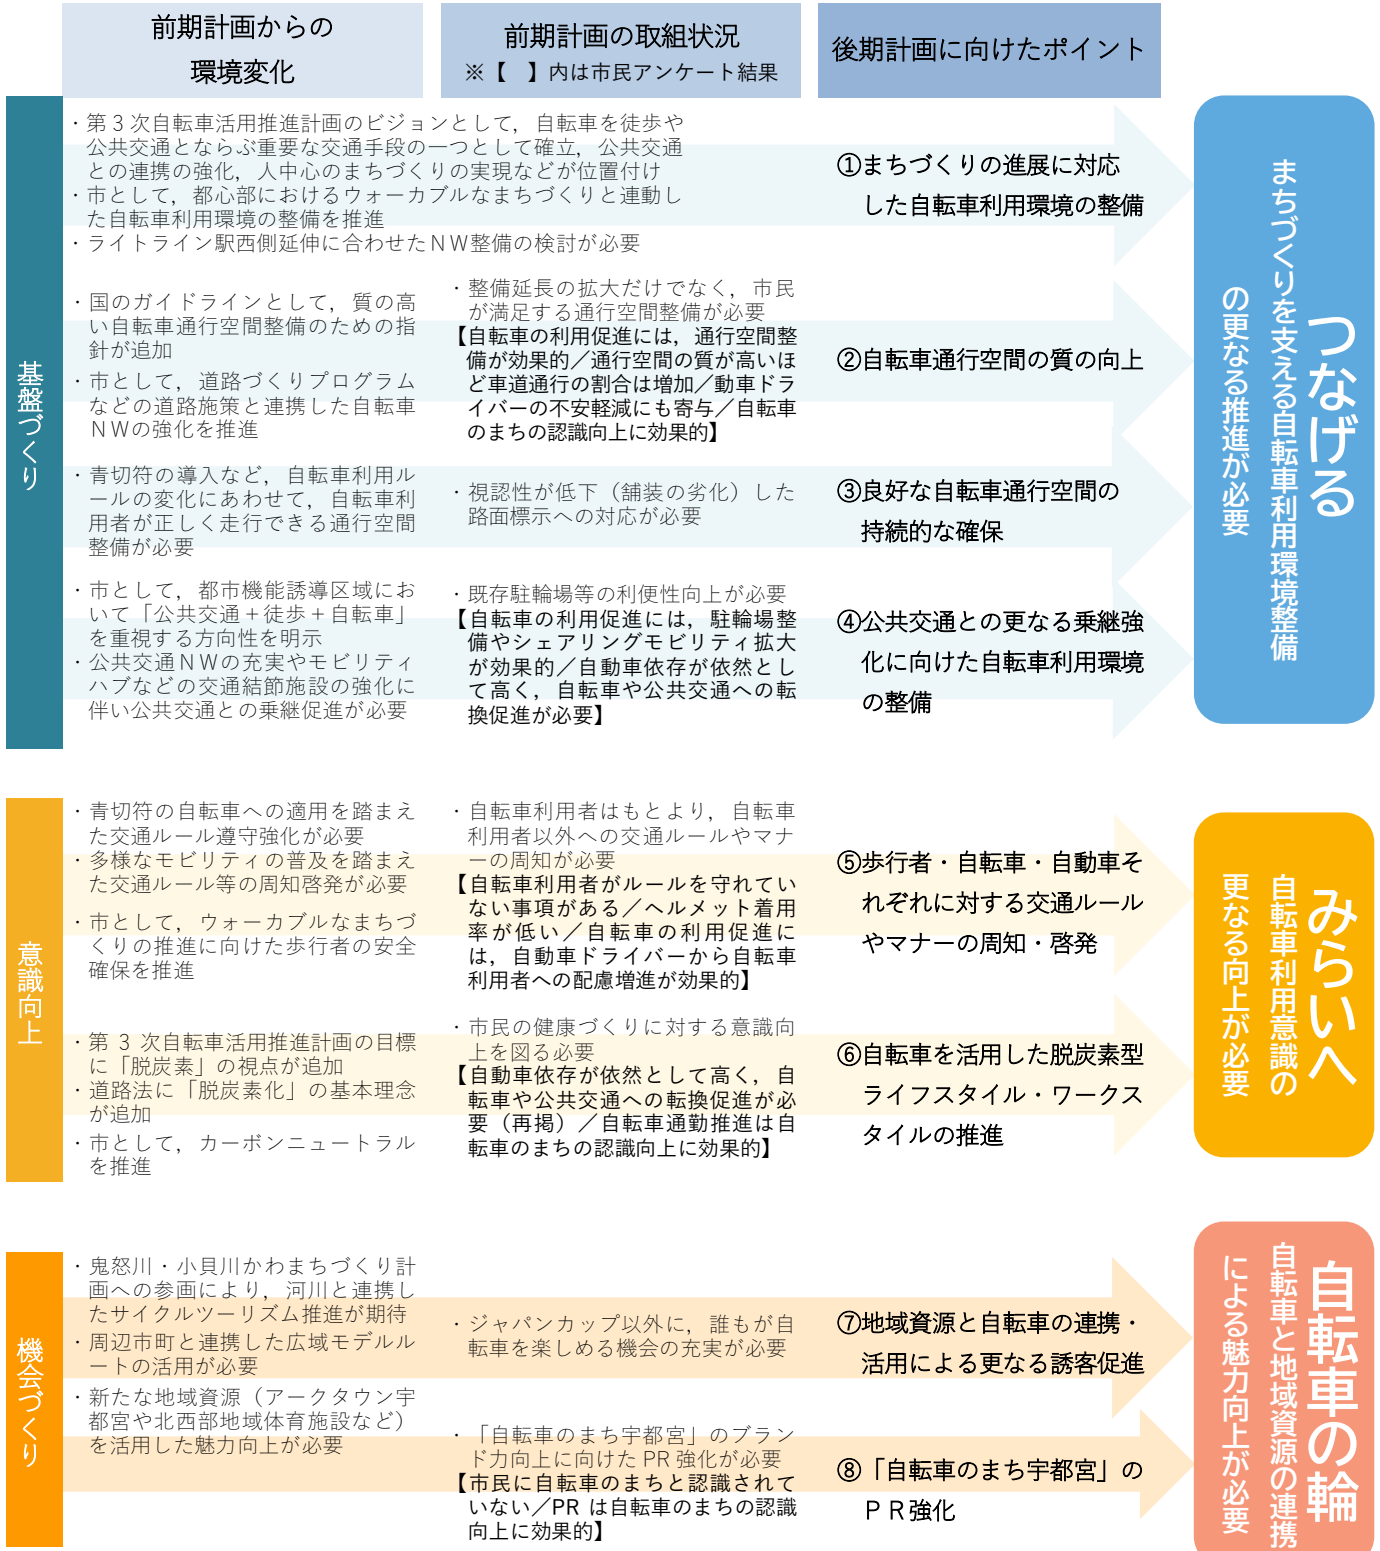 前期計画からの
環境変化
前期計画の取組状況
※【　】内は市民アンケート結果
後期計画に向けたポイント
基盤づくり
・第３次自転車活用推進計画のビジョンとして，自転車を徒歩や
公共交通とならぶ重要な交通手段の一つとして確立，公共交通
との連携の強化，人中心のまちづくりの実現などが位置付け
・市として，都心部におけるウォーカブルなまちづくりと連動し
た自転車利用環境の整備を推進
・ライトライン駅西側延伸に合わせたＮＷ整備の検討が必要
①まちづくりの進展に対応
した自転車利用環境の整備
・国のガイドラインとして，質の高
い自転車通行空間整備のための指
針が追加
・市として，道路づくりプログラム
などの道路施策と連携した自転車
ＮＷの強化を推進
・整備延長の拡大だけでなく，市民
が満足する通行空間整備が必要
【自転車の利用促進には，通行空間整
備が効果的／通行空間の質が高いほ
ど車道通行の割合は増加／動車ドラ
イバーの不安軽減にも寄与／自転車
のまちの認識向上に効果的】
②自転車通行空間の質の向上
・青切符の導入など，自転車利用ル
ールの変化にあわせて，自転車利
用者が正しく走行できる通行空間
整備が必要
・視認性が低下（舗装の劣化）した
路面標示への対応が必要
③良好な自転車通行空間の
持続的な確保
・市として，都市機能誘導区域にお
いて「公共交通＋徒歩＋自転車」
を重視する方向性を明示
・公共交通ＮＷの充実やモビリティ
ハブなどの交通結節施設の強化に
伴い公共交通との乗継促進が必要
・既存駐輪場等の利便性向上が必要
【自転車の利用促進には，駐輪場整
備やシェアリングモビリティ拡大
が効果的／自動車依存が依然とし
て高く，自転車や公共交通への転
換促進が必要】
④公共交通との更なる乗継強
化に向けた自転車利用環境
の整備
つなげる
まちづくりを支える自転車利用環境整備
の更なる推進が必要
意識向上
・青切符の自転車への適用を踏まえ
た交通ルール遵守強化が必要
・多様なモビリティの普及を踏まえ
た交通ルール等の周知啓発が必要
・市として，ウォーカブルなまちづ
くりの推進に向けた歩行者の安全
確保を推進
・自転車利用者はもとより，自転車
利用者以外への交通ルールやマナ
ーの周知が必要
【自転車利用者がルールを守れてい
ない事項がある／ヘルメット着用
率が低い／自転車の利用促進に
は，自動車ドライバーから自転車
利用者への配慮増進が効果的】
⑤歩行者・自転車・自動車そ
れぞれに対する交通ルール
やマナーの周知・啓発
・第 3 次自転車活用推進計画の目標
に「脱炭素」の視点が追加
・道路法に「脱炭素化」の基本理念
が追加
・市として，カーボンニュートラル
を推進
・市民の健康づくりに対する意識向
上を図る必要
【自動車依存が依然として高く，自
転車や公共交通への転換促進が必
要（再掲）／自転車通勤推進は自
転車のまちの認識向上に効果的】
⑥自転車を活用した脱炭素型
ライフスタイル・ワークス
タイルの推進
みらいへ
自転車利用意識の
更なる向上が必要
機会づくり
・鬼怒川・小貝川かわまちづくり計
画への参画により，河川と連携し
たサイクルツーリズム推進が期待
・周辺市町と連携した広域モデルル
ートの活用が必要
・新たな地域資源（アークタウン宇
都宮や北西部地域体育施設など）
を活用した魅力向上が必要
・ジャパンカップ以外に，誰もが自
転車を楽しめる機会の充実が必要
⑦地域資源と自転車の連携・
活用による更なる誘客促進
・「自転車のまち宇都宮」のブラン
ド力向上に向けた PR 強化が必要
【市民に自転車のまちと認識されて
いない／PR は自転車のまちの認識
向上に効果的】
⑧「自転車のまち宇都宮」の
ＰＲ強化
自転車の輪
自転車と地域資源の連携
による魅力向上が必要